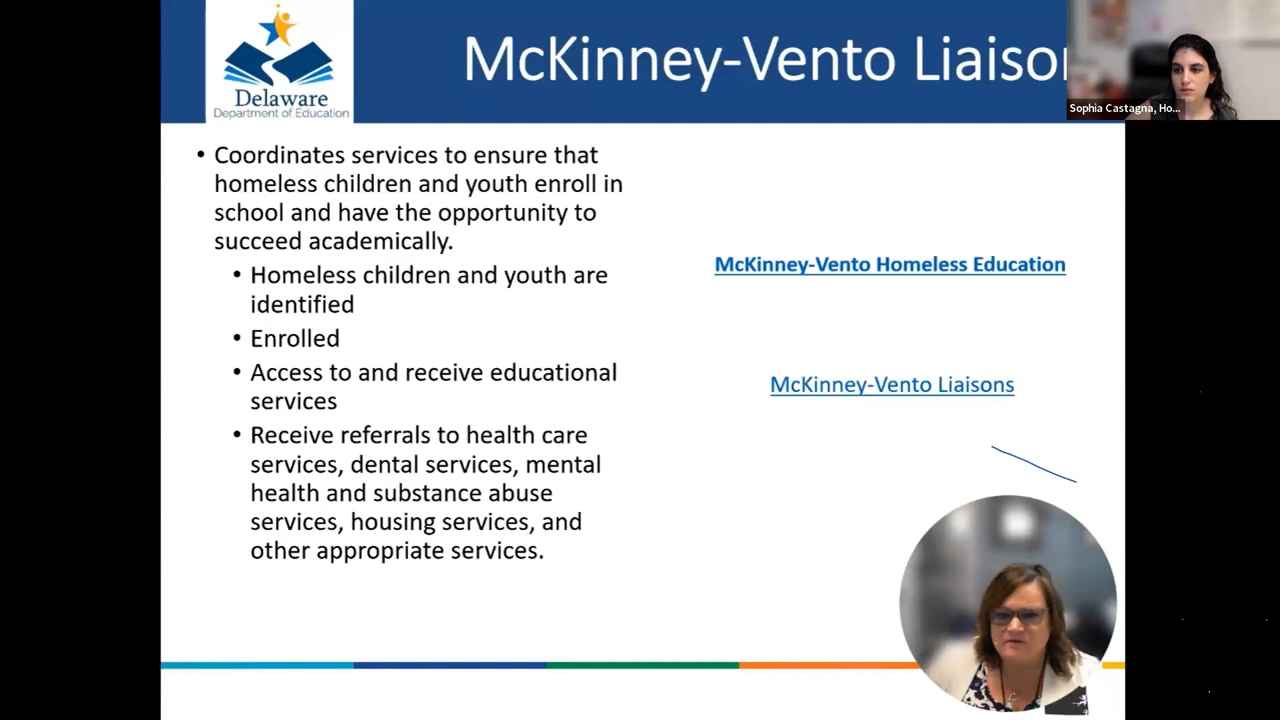 McKinney-Vento Liaison
Delaware
Department of Education
Sophia Castagna, Ho...
• Coordinates services to ensure that
homeless children and youth enroll in
school and have the opportunity to
succeed academically.
• Homeless children and youth are
identified
• Enrolled
• Access to and receive educational
services
• Receive referrals to health care
services, dental services, mental
health and substance abuse
services, housing services, and
other appropriate services.
McKinney-Vento Homeless Education
McKinney-Vento Liaisons